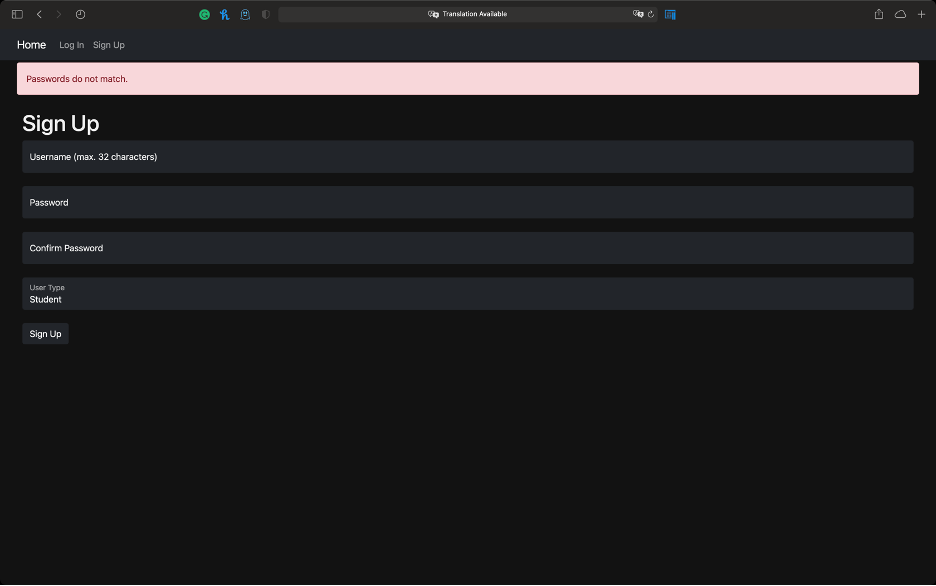 Translation Available
Home Log In Sign Up
Passwords do not match.
Sign Up
Username (max. 32 characters)
Password
Confirm Password
User Type
Student
Sign Up